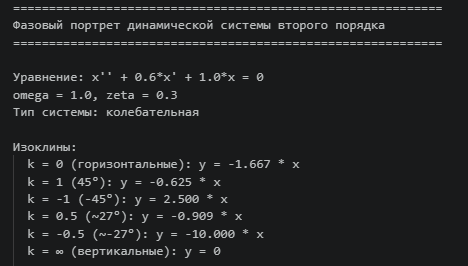 ==========================================================
Фазовый портрет динамической системы второго порядка
==========================================================
Уравнение: x'' + 0.6*x' + 1.0*x = 0
omega = 1.0, zeta = 0.3
Тип системы: колебательная
Изоклины:
k = 0 (горизонтальные): y = -1.667 * x
k = 1 (45°): y = -0.625 * x
k = -1 (-45°): y = 2.500 * x
k = 0.5 (~27°): y = -0.909 * x
k = -0.5 (~-27°): y = -10.000 * x
k = ∞ (вертикальные): y = 0